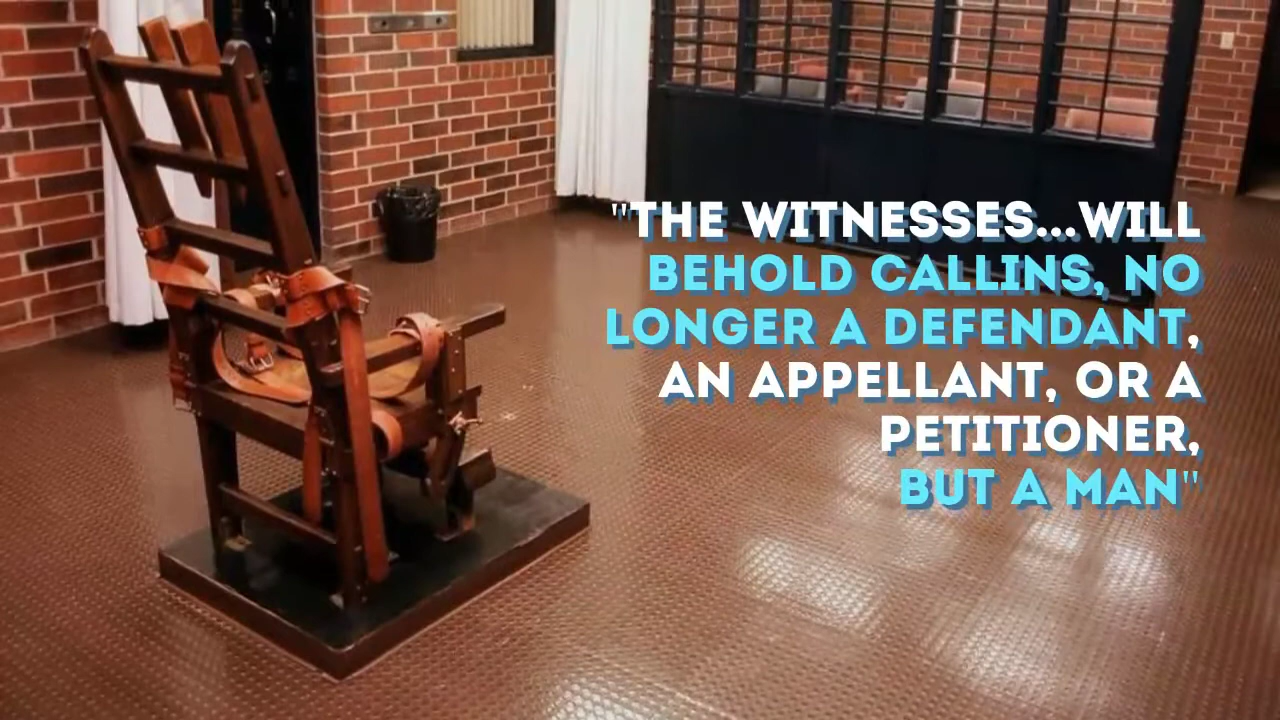 "THE WITNESSES...WILL
BEHOLD CALLINS, NO
LONGER A DEFENDANT,
AN APPELLANT, OR A
PETITIONER,
BUT A MAN"